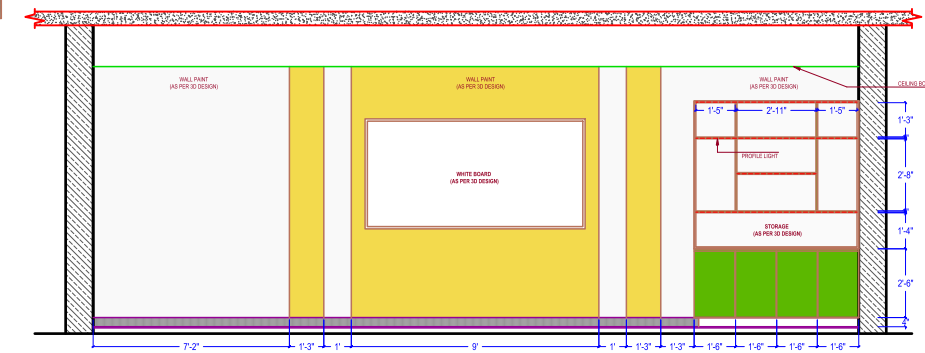 WALL PAINT
(AS PER 3D DESIGN)
WALL PAINT
(AS PER 3D DESIGN)
WALL PAINT
(AS PER 3D DESIGN)
CEILING BO
1'-5" 2'-11" 1'-5"
1'-3"
PROFILE LIGHT
2'-8"
WHITE BOARD
(AS PER 3D DESIGN)
STORAGE
(AS PER 3D DESIGN)
1'-4"
2'-6"
2"
7'-2" 1'-3" 1' 9' 1' 1'-3" 1'-3" 1'-6" 1'-6" 1'-6" 1'-6"